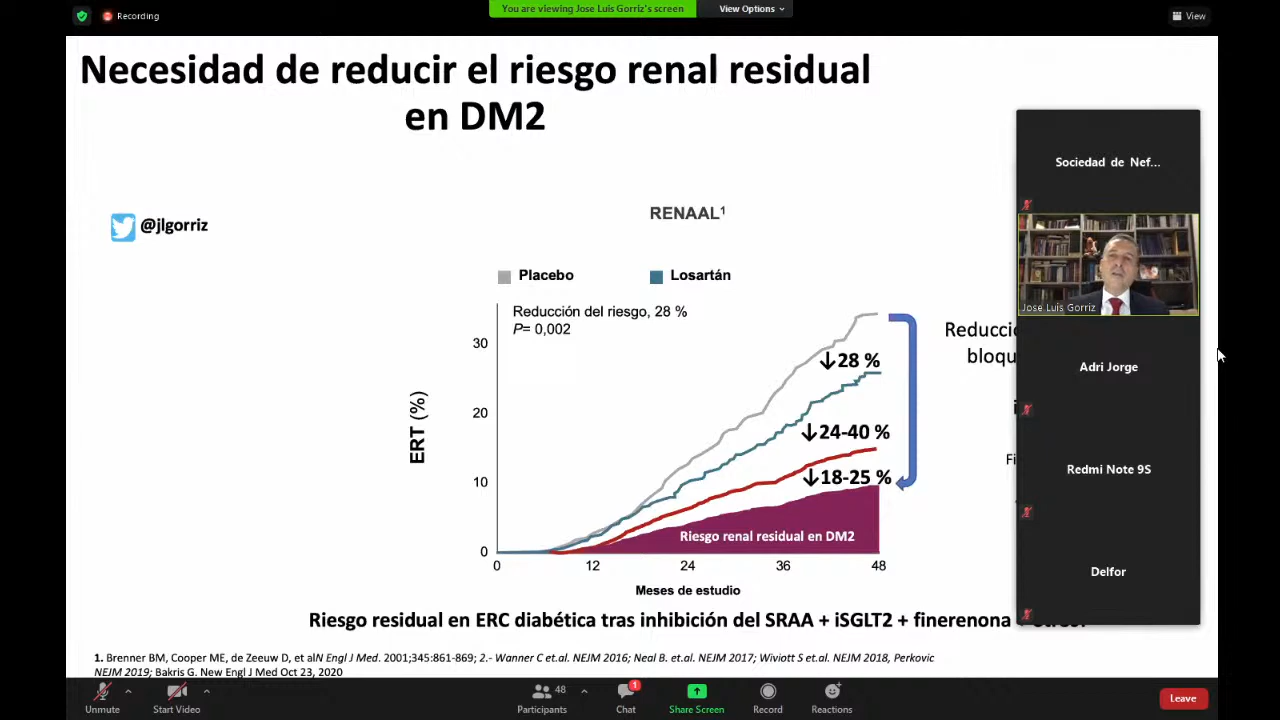 Recording
You are viewing Jose Luis Gorriz's screen
View Options
View
Necesidad de reducir el riesgo renal residual
en DM2
@jlgorriz
RENAAL¹
Placebo
Losartán
Reducción del riesgo, 28 %
P= 0,002
ERT (%)
30
20
10
0
0
12
24
36
48
↓28 %
↓24-40 %
↓18-25 %
Riesgo renal residual en DM2
Meses de estudio
Riesgo residual en ERC diabética tras inhibición del SRAA + iSGLT2 + finerenona
1. Brenner BM, Cooper ME, de Zeeuw D, et alN Engl J Med. 2001;345:861-869; 2.- Wanner C et.al. NEJM 2016; Neal B. et.al. NEJM 2017; Wiviott S et.al. NEJM 2018, Perkovic
NEJM 2019; Bakris G. New Engl J Med Oct 23, 2020
Sociedad de Nef...
Jose Luis Gorriz
Adri Jorge
Redmi Note 9S
Delfor
Unmute
Start Video
48
Participants
1
Chat
Share Screen
Record
Reactions
Leave